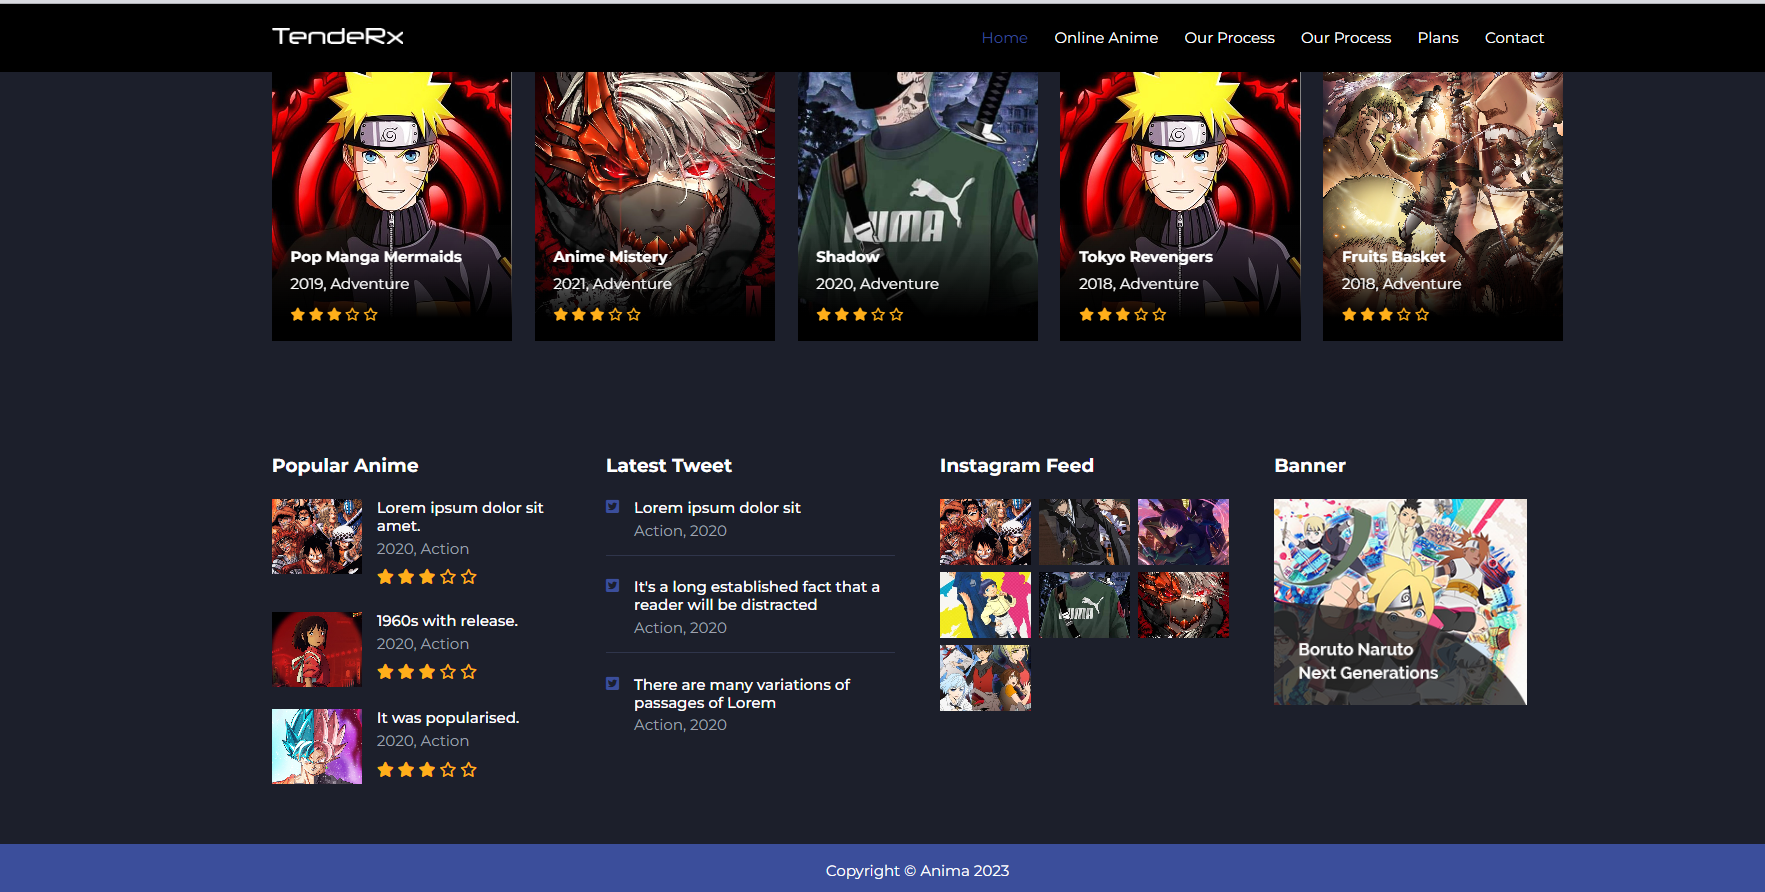 TendeRx
Home Online Anime Our Process Our Process Plans Contact
PUMA
Pop Manga Mermaids
2019, Adventure
Anime Mistery
2021, Adventure
Shadow
2020, Adventure
Tokyo Revengers
2018, Adventure
Fruits Basket
2018, Adventure
Popular Anime
Lorem ipsum dolor sit
amet.
2020, Action
1960s with release.
2020, Action
It was popularised.
2020, Action
Latest Tweet
Lorem ipsum dolor sit
Action, 2020
It's a long established fact that a
reader will be distracted
Action, 2020
There are many variations of
passages of Lorem
Action, 2020
Instagram Feed
PUMA
Banner
Boruto Naruto
Next Generations
Copyright © Anima 2023